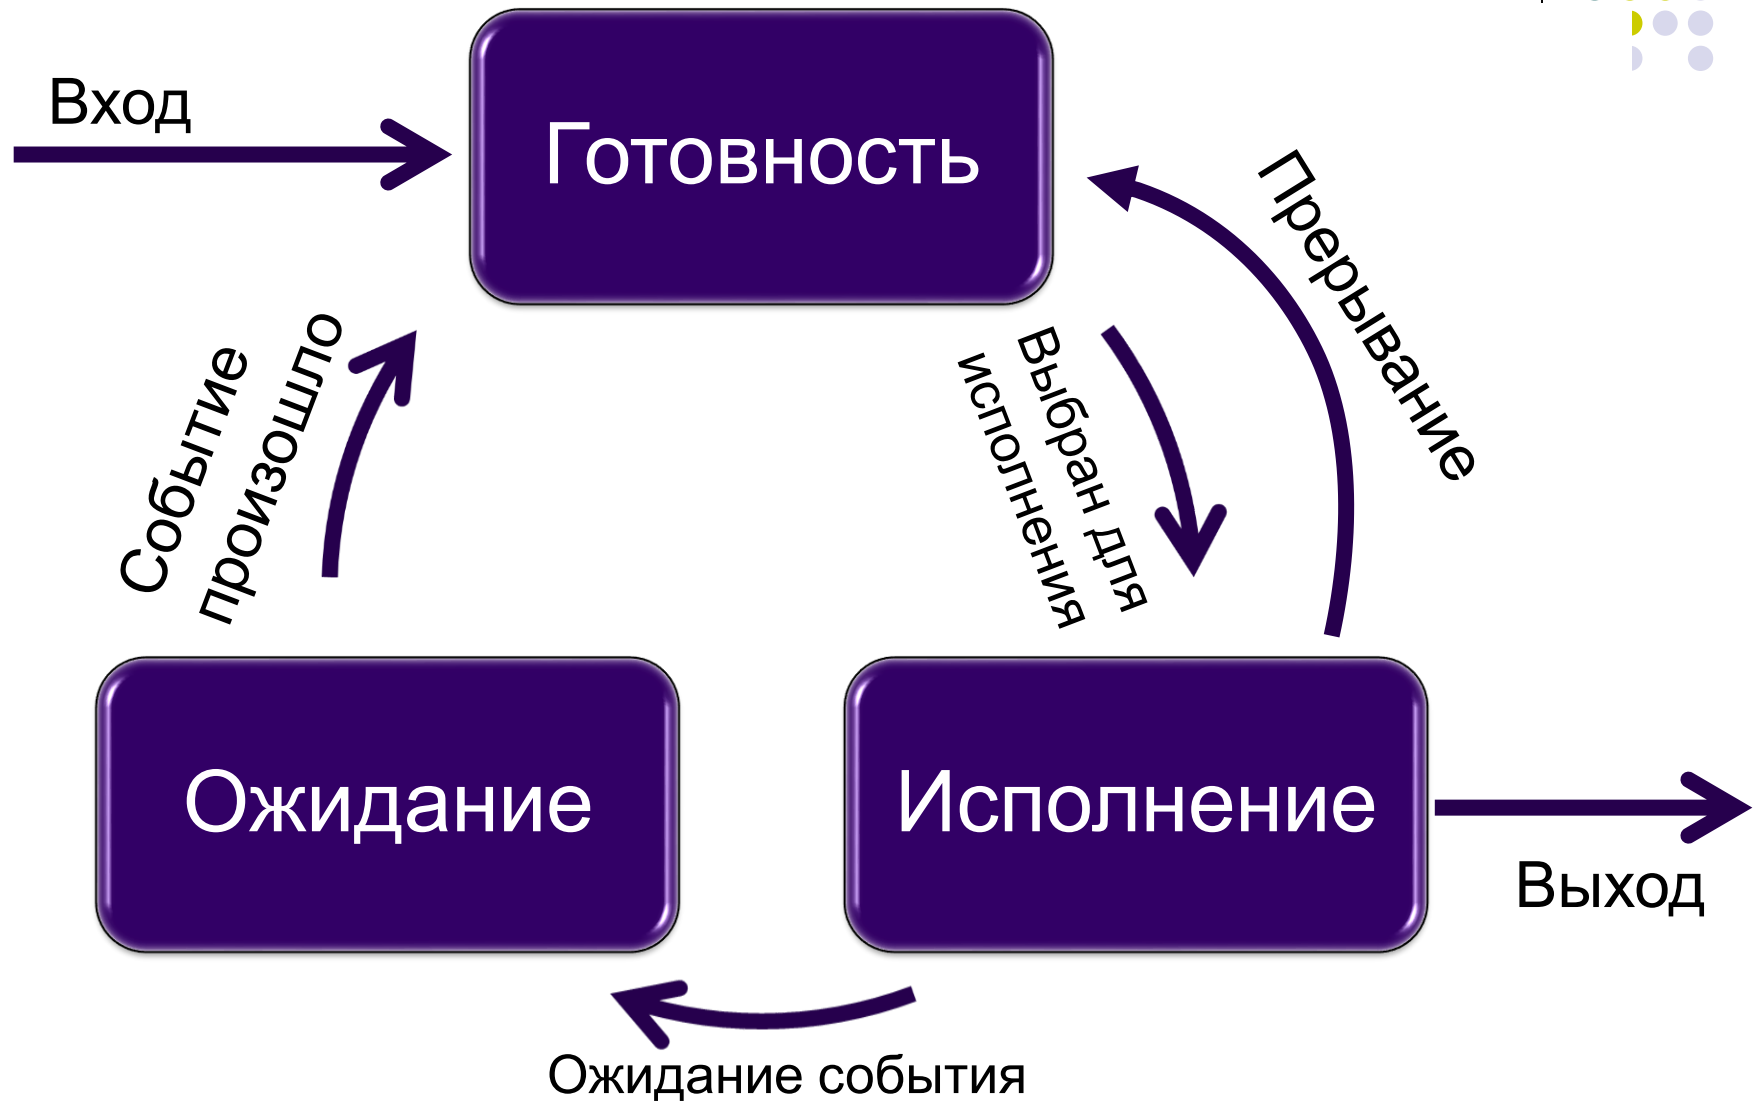 Вход
Готовность
Прерывание
Событие
произошло
Выбран для
исполнения
Ожидание
Исполнение
Выход
Ожидание события